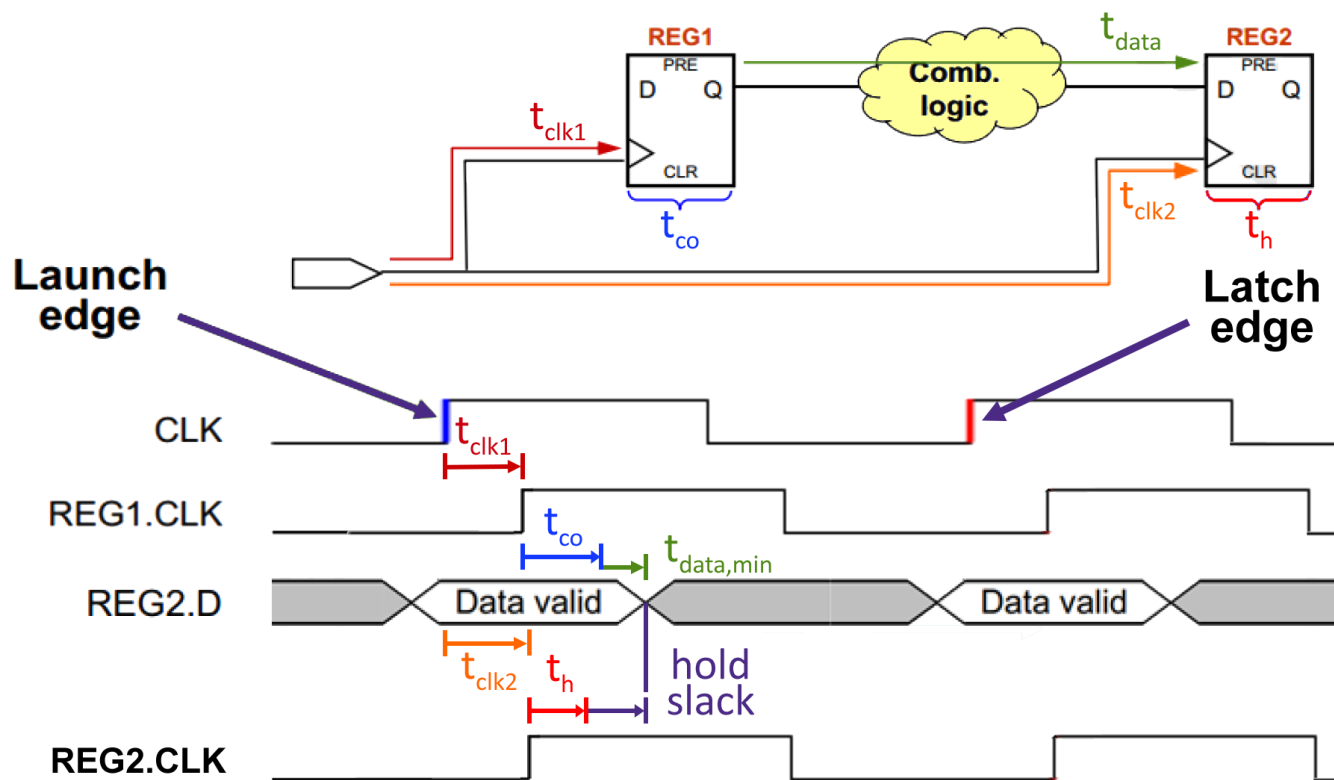 REG1
t_data
REG2
PRE
D Q
Comb.
logic
PRE
D Q
t_clk1
CLR
CLR
t_co
t_clk2
t_h
Launch
edge
Latch
edge
CLK
t_clk1
REG1.CLK
t_co
t_data,min
REG2.D
Data valid
Data valid
t_clk2
t_h
hold
slack
REG2.CLK